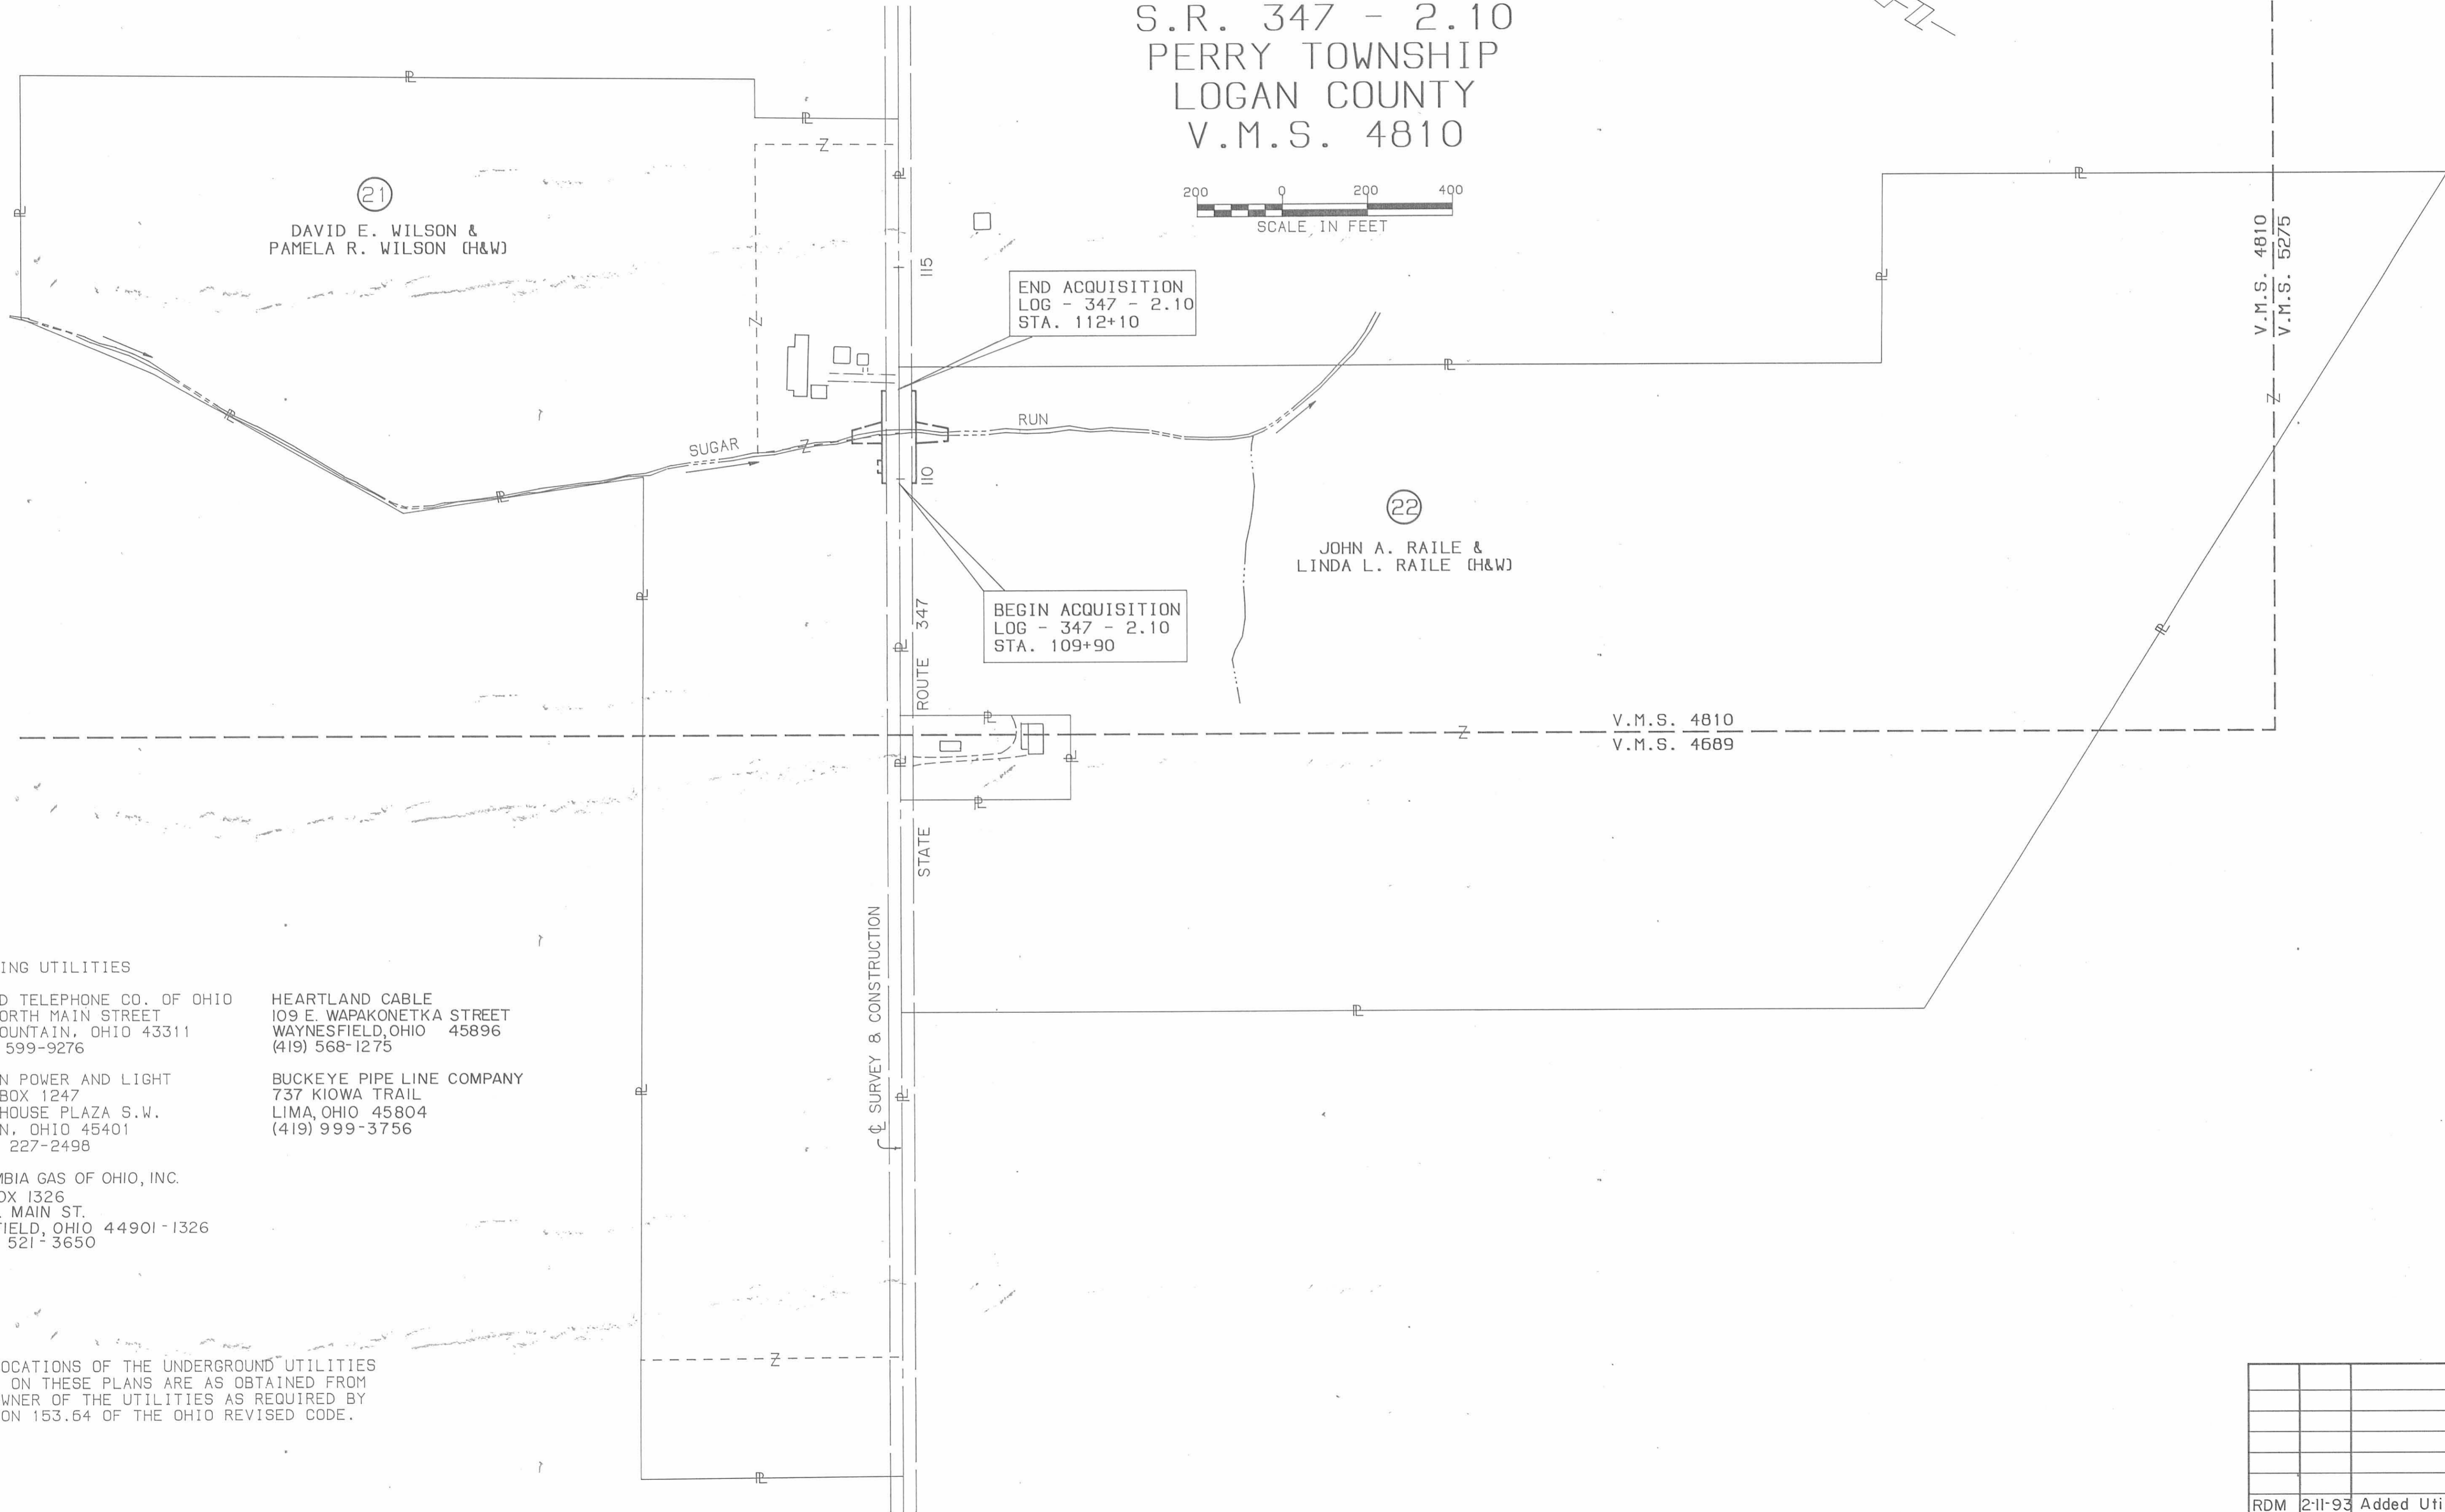 S.R. 347 - 2.10
PERRY TOWNSHIP
LOGAN COUNTY
V.M.S. 4810
200 0 200 400
SCALE IN FEET
21
DAVID E. WILSON &
PAMELA R. WILSON (H&W)
V.M.S. 4810
V.M.S. 5275
115
END ACQUISITION
LOG - 347 - 2.10
STA. 112+10
SUGAR
RUN
110
22
JOHN A. RAILE &
LINDA L. RAILE (H&W)
BEGIN ACQUISITION
LOG - 347 - 2.10
STA. 109+90
STATE ROUTE 347
V.M.S. 4810
V.M.S. 4689
℄ SURVEY & CONSTRUCTION
ING UTILITIES
D TELEPHONE CO. OF OHIO
ORTH MAIN STREET
OUNTAIN, OHIO 43311
599-9276
N POWER AND LIGHT
BOX 1247
HOUSE PLAZA S.W.
N, OHIO 45401
227-2498
MBIA GAS OF OHIO, INC.
OX 1326
. MAIN ST.
FIELD, OHIO 44901-1326
521-3650
HEARTLAND CABLE
109 E. WAPAKONETKA STREET
WAYNESFIELD, OHIO 45896
(419) 568-1275
BUCKEYE PIPE LINE COMPANY
737 KIOWA TRAIL
LIMA, OHIO 45804
(419) 999-3756
OCATIONS OF THE UNDERGROUND UTILITIES
ON THESE PLANS ARE AS OBTAINED FROM
WNER OF THE UTILITIES AS REQUIRED BY
ON 153.64 OF THE OHIO REVISED CODE.
RDM 2-11-93 Added Uti